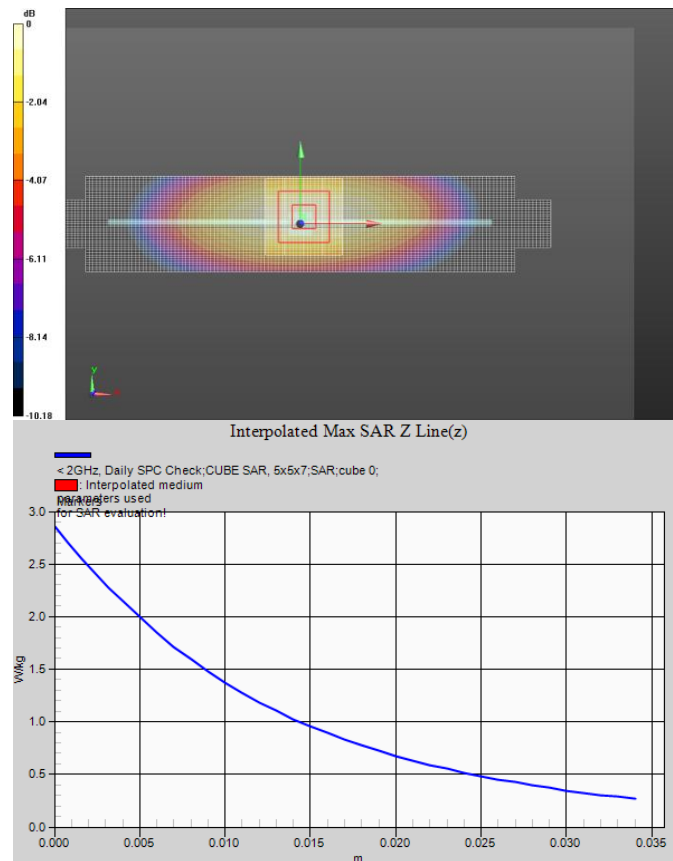 dB
0
-2.04
-4.07
-6.11
-8.14
-10.18
Y
Interpolated Max SAR Z Line(z)
< 2GHz, Daily SPC Check;CUBE SAR, 5x5x7;SAR;cube 0;
: Interpolated medium
parameters used
Markers
for SAR evaluation!
3.0
2.5
2.0
1.5
1.0
0.5
0.0
W/kg
0.000 0.005 0.010 0.015 0.020 0.025 0.030 0.035
m